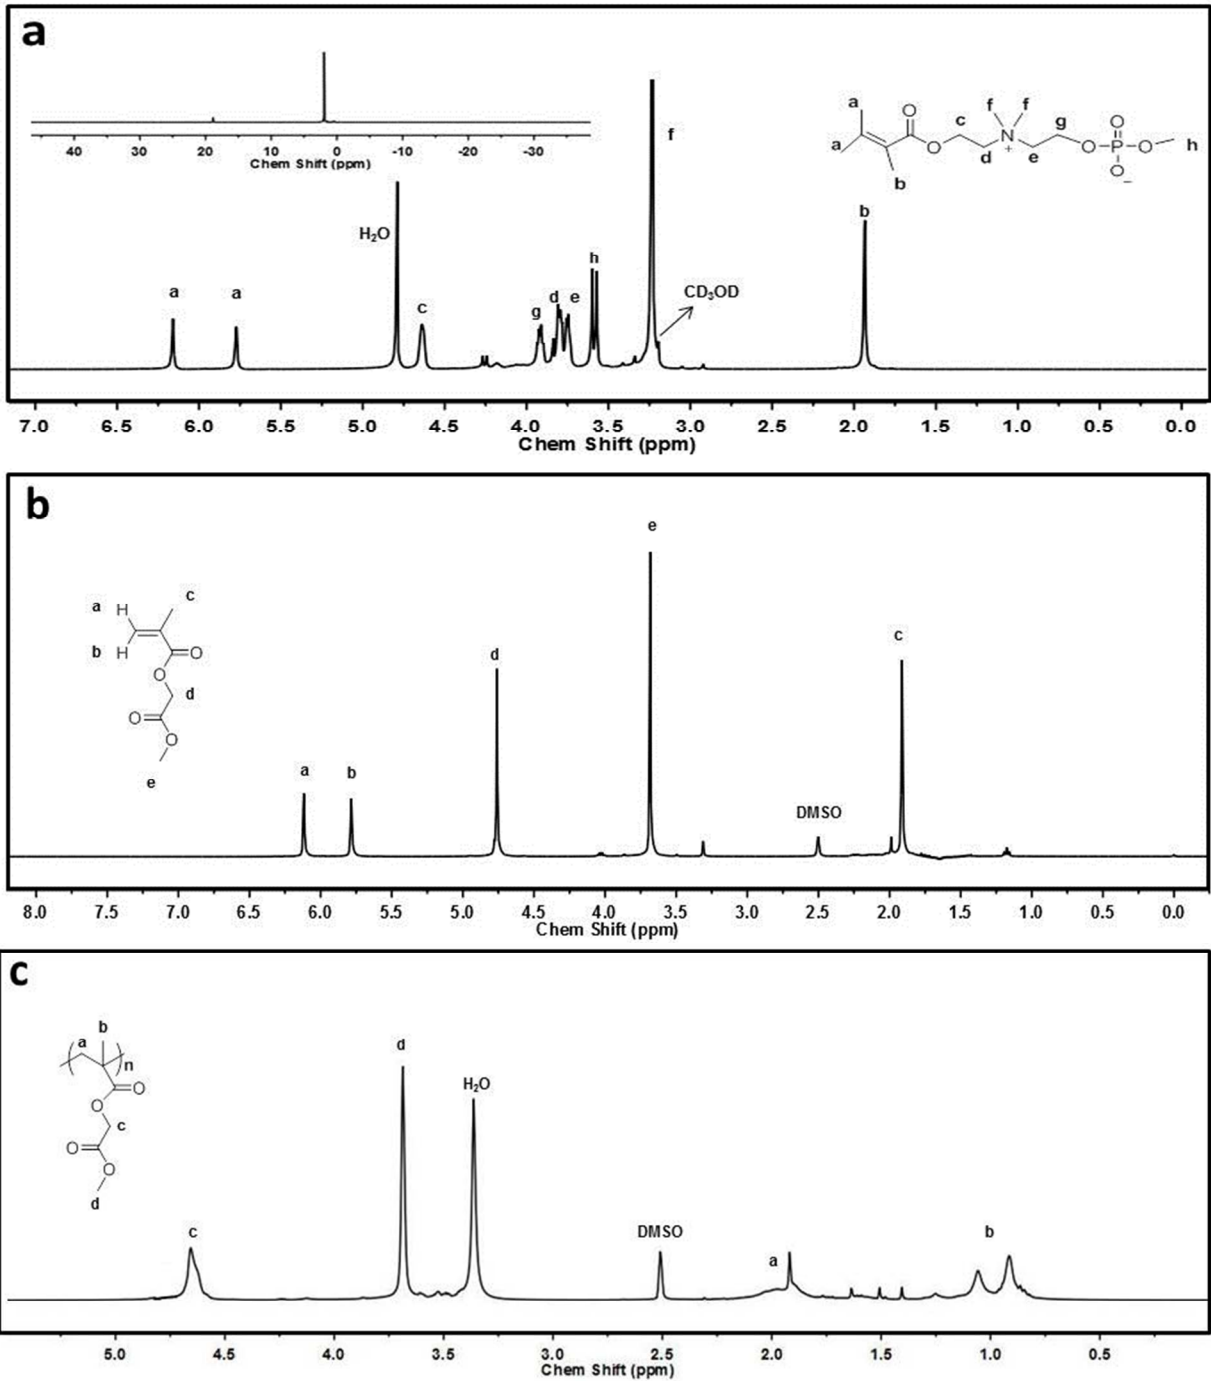 a
40 20 10 0 -10 -20 -30
Chem Shift (ppm)
a
a
O
O
b
c
d
f f
N
+
e
g
O
O
P
O
O
−
h
a
a
H₂O
c
g
d
e
h
f
CD₃OD
b
7.0 6.5 6.0 5.5 5.0 4.5 4.0 3.5 3.0 2.5 2.0 1.5 1.0 0.5 0.0
Chem Shift (ppm)
b
a H
b H
c
O
O
d
O
O
e
a
b
d
e
DMSO
c
8.0 7.5 7.0 6.5 6.0 5.5 5.0 4.5 4.0 3.5 3.0 2.5 2.0 1.5 1.0 0.5 0.0
Chem Shift (ppm)
c
b
a
n
O
O
c
O
O
d
c
d
H₂O
DMSO
a
b
5.0 4.5 4.0 3.5 3.0 2.5 2.0 1.5 1.0 0.5
Chem Shift (ppm)